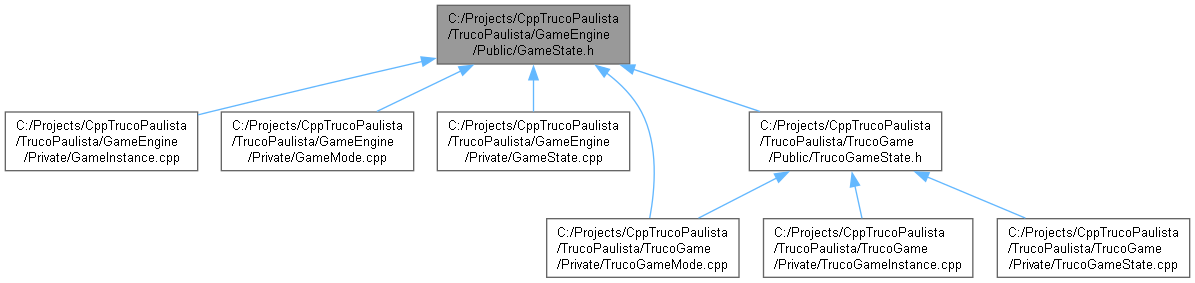 C:/Projects/CppTrucoPaulista
/TrucoPaulista/GameEngine
/Public/GameState.h
C:/Projects/CppTrucoPaulista
/TrucoPaulista/GameEngine
/Private/GameInstance.cpp
C:/Projects/CppTrucoPaulista
/TrucoPaulista/GameEngine
/Private/GameMode.cpp
C:/Projects/CppTrucoPaulista
/TrucoPaulista/GameEngine
/Private/GameState.cpp
C:/Projects/CppTrucoPaulista
/TrucoPaulista/TrucoGame
/Public/TrucoGameState.h
C:/Projects/CppTrucoPaulista
/TrucoPaulista/TrucoGame
/Private/TrucoGameMode.cpp
C:/Projects/CppTrucoPaulista
/TrucoPaulista/TrucoGame
/Private/TrucoGameInstance.cpp
C:/Projects/CppTrucoPaulista
/TrucoPaulista/TrucoGame
/Private/TrucoGameState.cpp